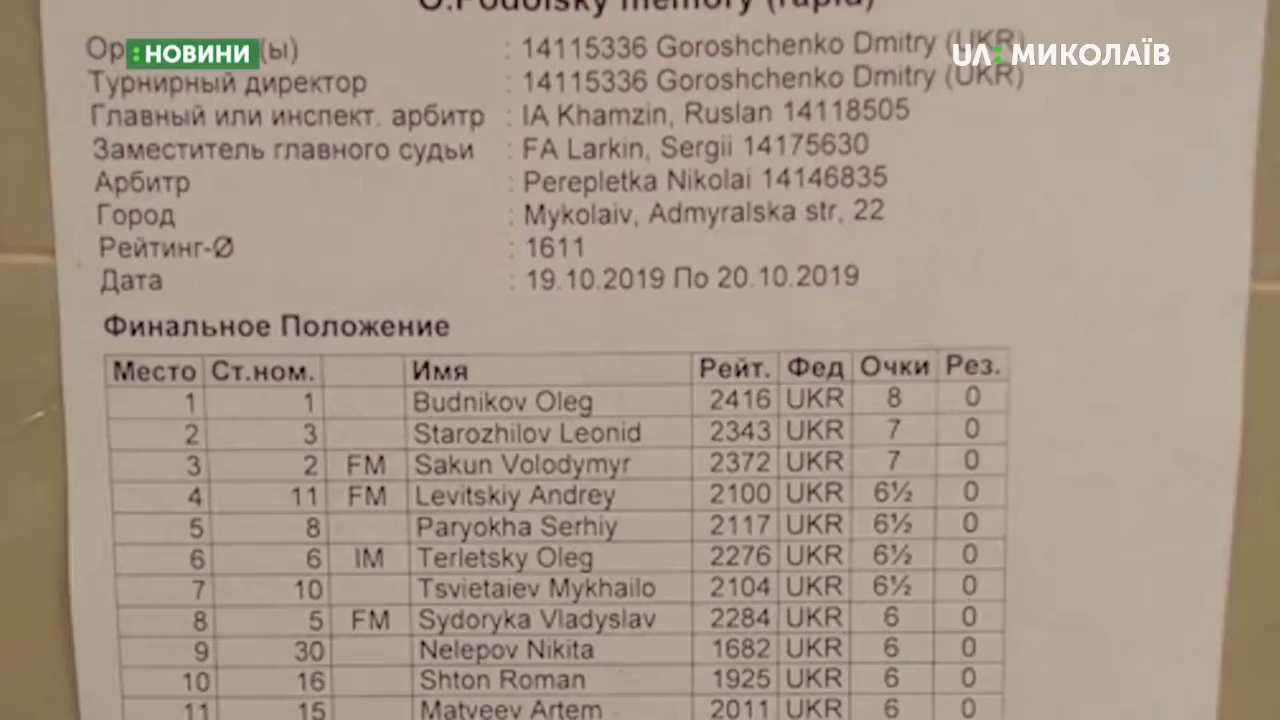 O.Podolsky memory (rapid)
: НОВИНИ
UA: МИКОЛАЇВ
(ы) : 14115336 Goroshchenko Dmitry (UKR)
Турнирный директор : 14115336 Goroshchenko Dmitry (UKR)
Главный или инспект. арбитр : IA Khamzin, Ruslan 14118505
Заместитель главного судьи : FA Larkin, Sergii 14175630
Арбитр : Perepletka Nikolai 14146835
Город : Mykolaiv, Admyralska str, 22
Рейтинг-Ø : 1611
Дата : 19.10.2019 По 20.10.2019
Финальное Положение
Место Ст.ном. Имя Рейт. Фед Очки Рез.
1 1 Budnikov Oleg 2416 UKR 8 0
2 3 Starozhilov Leonid 2343 UKR 7 0
3 2 FM Sakun Volodymyr 2372 UKR 7 0
4 11 FM Levitskiy Andrey 2100 UKR 6½ 0
5 8 Paryokha Serhiy 2117 UKR 6½ 0
6 6 IM Terletsky Oleg 2276 UKR 6½ 0
7 10 Tsvietaiev Mykhailo 2104 UKR 6½ 0
8 5 FM Sydoryka Vladyslav 2284 UKR 6 0
9 30 Nelepov Nikita 1682 UKR 6 0
10 16 Shton Roman 1925 UKR 6 0
11 15 Matveev Artem 2011 UKR 6 0